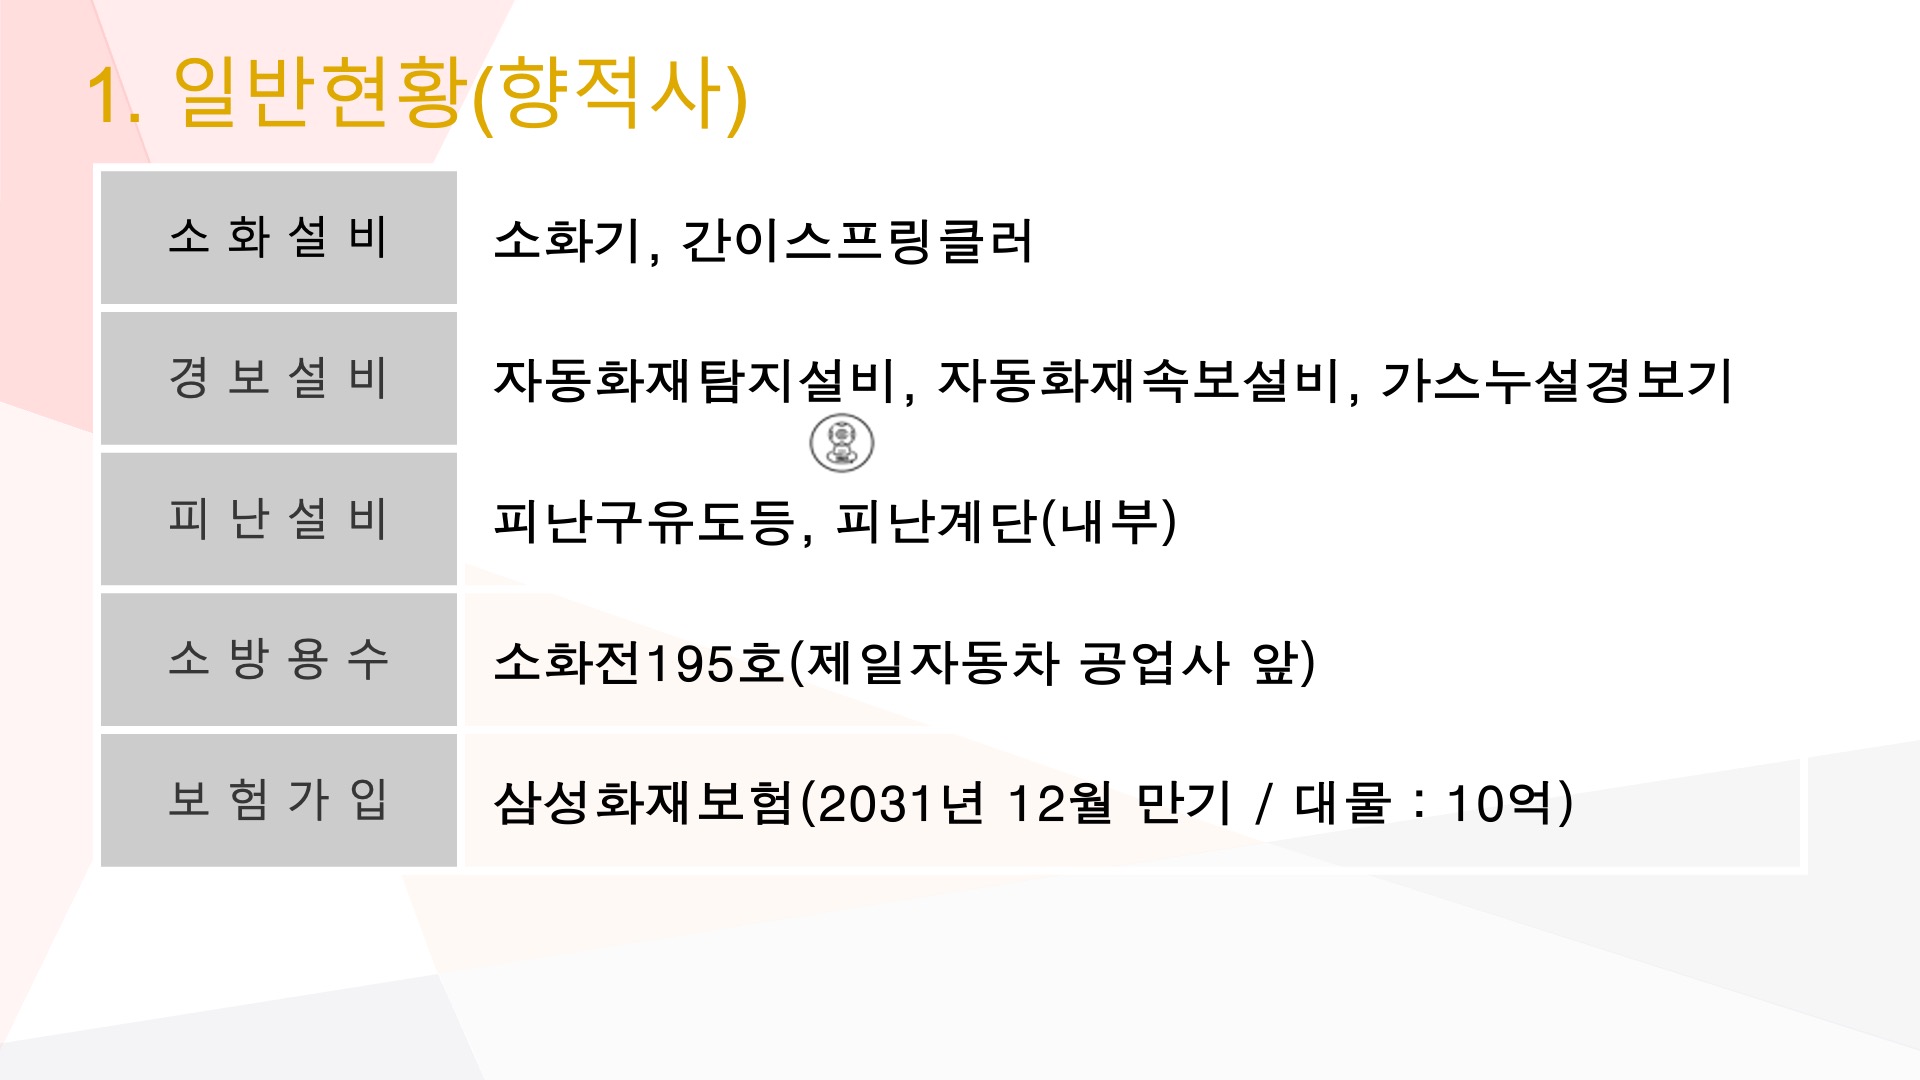 1. 일반현황(향적사)
소 화 설 비
소화기, 간이스프링클러
경 보 설 비
자동화재탐지설비, 자동화재속보설비, 가스누설경보기
피 난 설 비
피난구유도등, 피난계단(내부)
소 방 용 수
소화전195호(제일자동차 공업사 앞)
보 험 가 입
삼성화재보험(2031년 12월 만기 / 대물 : 10억)